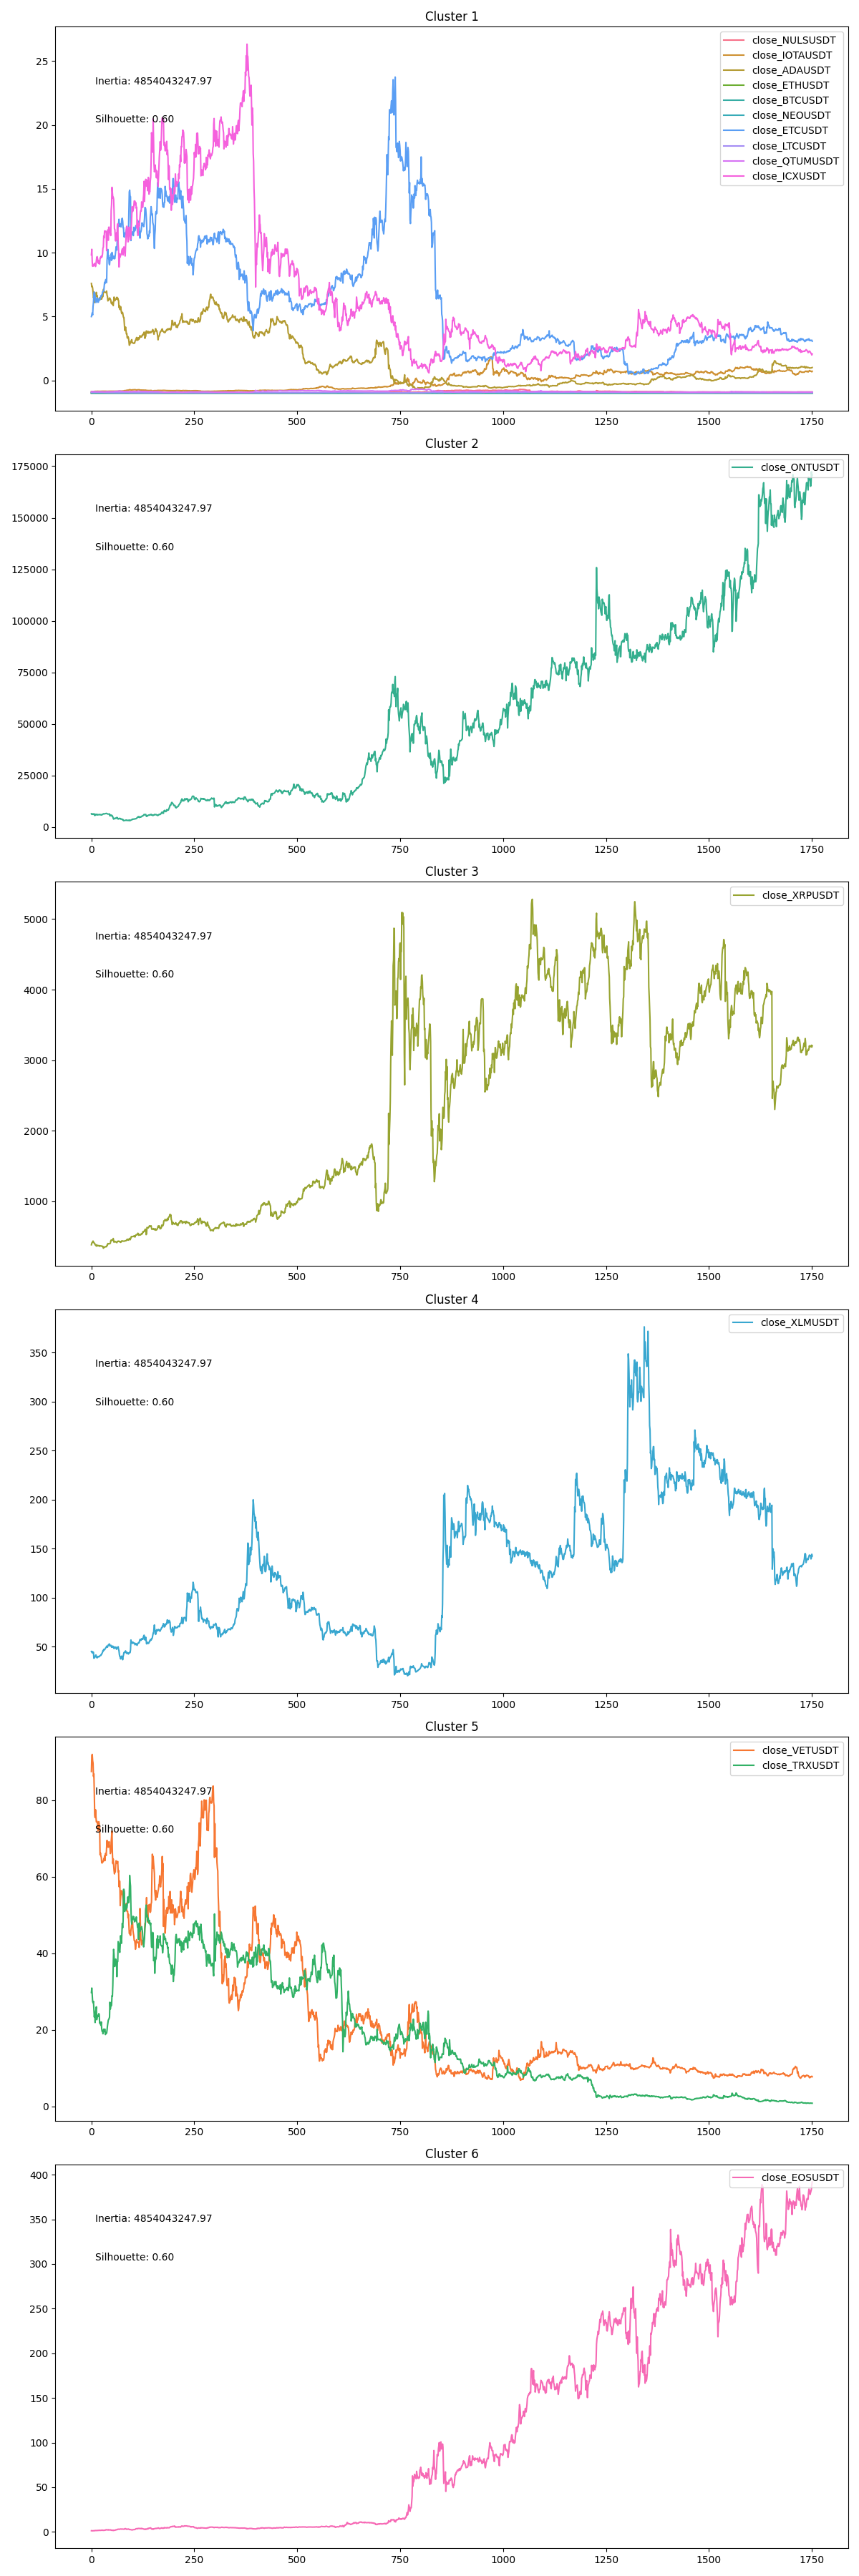 Cluster 1
25
20
15
10
5
0
Inertia: 4854043247.97
Silhouette: 0.60
close_NULSUSDT
close_IOTAUSDT
close_ADAUSDT
close_ETHUSDT
close_BTCUSDT
close_NEOUSDT
close_ETCUSDT
close_LTCUSDT
close_QTUMUSDT
close_ICXUSDT
0 250 500 750 1000 1250 1500 1750
Cluster 2
175000
150000
125000
100000
75000
50000
25000
0
Inertia: 4854043247.97
Silhouette: 0.60
close_ONTUSDT
0 250 500 750 1000 1250 1500 1750
Cluster 3
5000
4000
3000
2000
1000
Inertia: 4854043247.97
Silhouette: 0.60
close_XRPUSDT
0 250 500 750 1000 1250 1500 1750
Cluster 4
350
300
250
200
150
100
50
Inertia: 4854043247.97
Silhouette: 0.60
close_XLMUSDT
0 250 500 750 1000 1250 1500 1750
Cluster 5
80
60
40
20
0
Inertia: 4854043247.97
Silhouette: 0.60
close_VETUSDT
close_TRXUSDT
0 250 500 750 1000 1250 1500 1750
Cluster 6
400
350
300
250
200
150
100
50
0
Inertia: 4854043247.97
Silhouette: 0.60
close_EOSUSDT
0 250 500 750 1000 1250 1500 1750